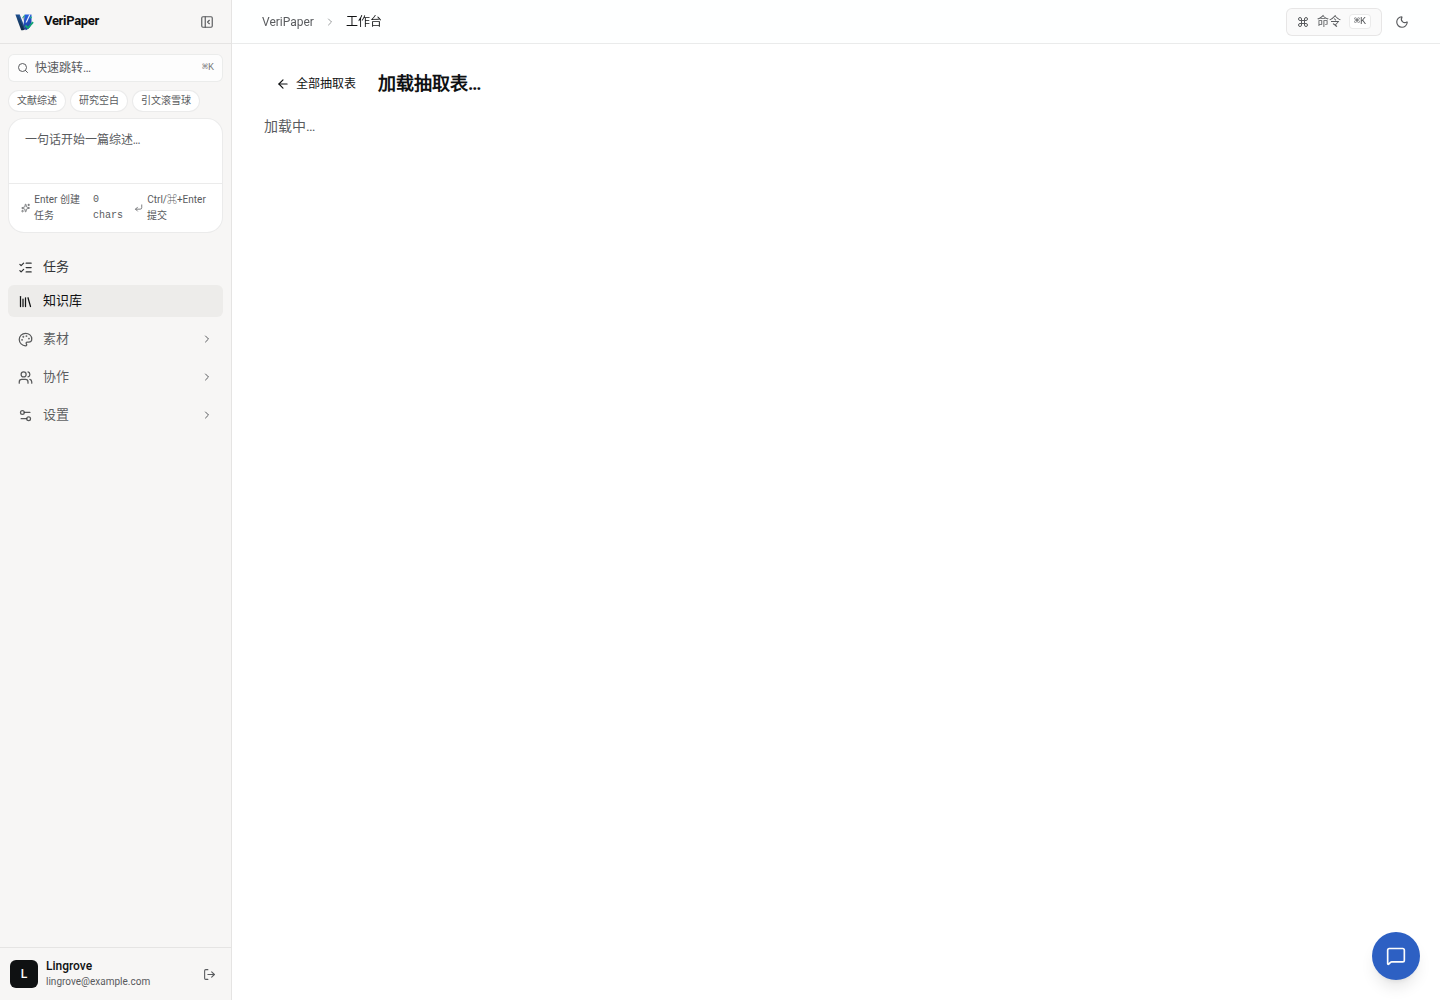 VeriPaper
快速跳转... ⌘K
文献综述 研究空白 引文滚雪球
一句话开始一篇综述...
Enter 创建任务 0 chars Ctrl/⌘+Enter 提交
任务
知识库
素材
协作
设置
L Lingrove
lingrove@example.com
VeriPaper 工作台
命令 ⌘K
全部抽取表 加载抽取表...
加载中...